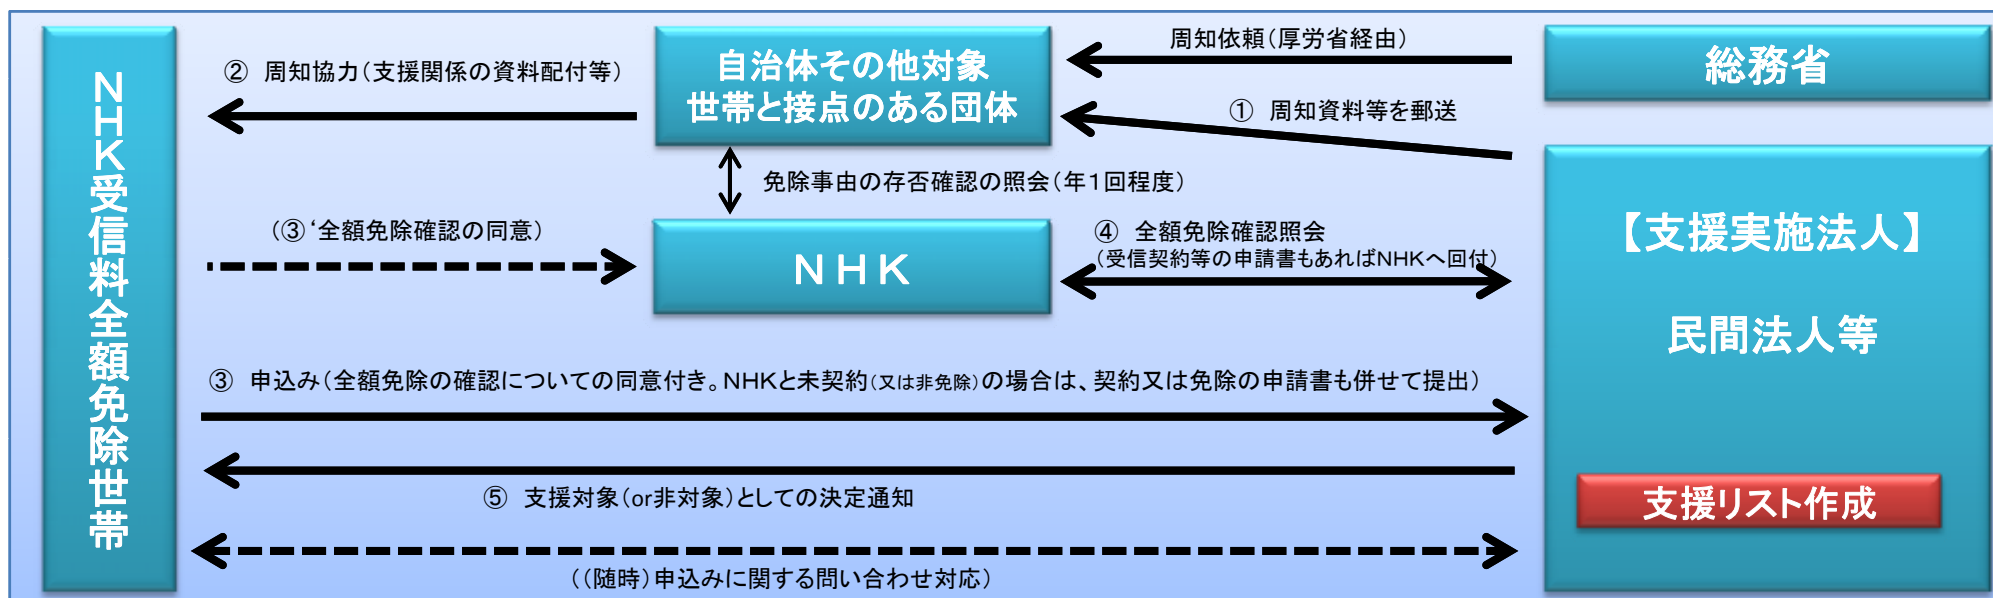 NHK受信料全額免除世帯
② 周知協力(支援関係の資料配付等)
自治体その他対象
世帯と接点のある団体
周知依頼(厚労省経由)
総務省
① 周知資料等を郵送
免除事由の存否確認の照会(年1回程度)
(③‘全額免除確認の同意)
NHK
④ 全額免除確認照会
(受信契約等の申請書もあればNHKへ回付)
【支援実施法人】
民間法人等
③ 申込み(全額免除の確認についての同意付き。NHKと未契約(又は非免除)の場合は、契約又は免除の申請書も併せて提出)
⑤ 支援対象(or非対象)としての決定通知
支援リスト作成
((随時)申込みに関する問い合わせ対応)